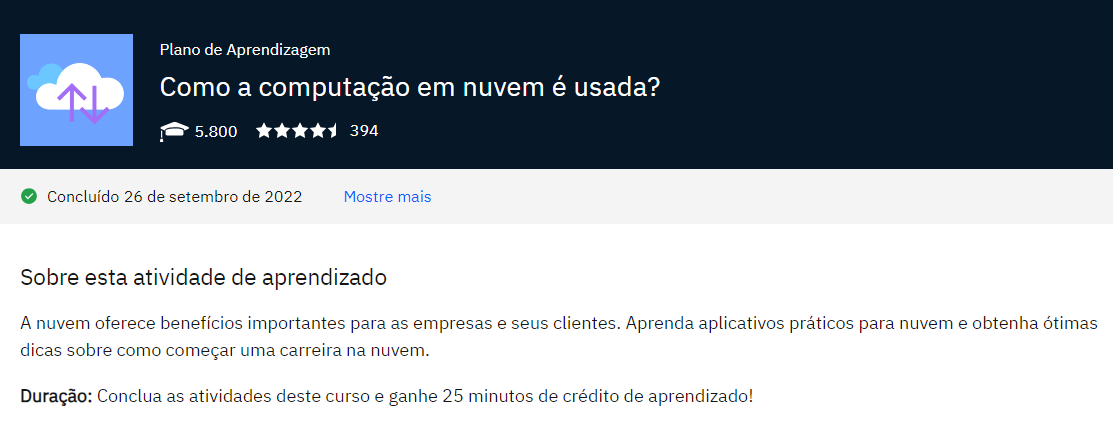 Plano de Aprendizagem
Como a computação em nuvem é usada?
5.800 394
Concluído 26 de setembro de 2022 Mostre mais
Sobre esta atividade de aprendizado
A nuvem oferece benefícios importantes para as empresas e seus clientes. Aprenda aplicativos práticos para nuvem e obtenha ótimas
dicas sobre como começar uma carreira na nuvem.
Duração: Conclua as atividades deste curso e ganhe 25 minutos de crédito de aprendizado!